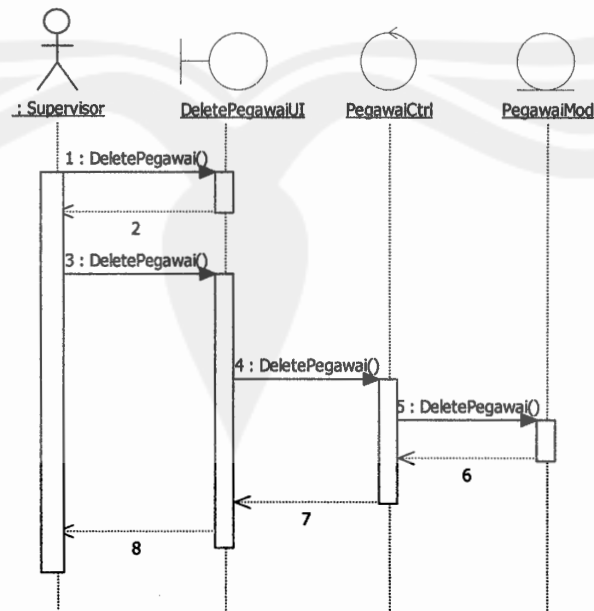 : Supervisor
DeletePegawaiUI
PegawaiCtrl
PegawaiMod
1 : DeletePegawai()
2
3 : DeletePegawai()
4 : DeletePegawai()
5 : DeletePegawai()
6
7
8